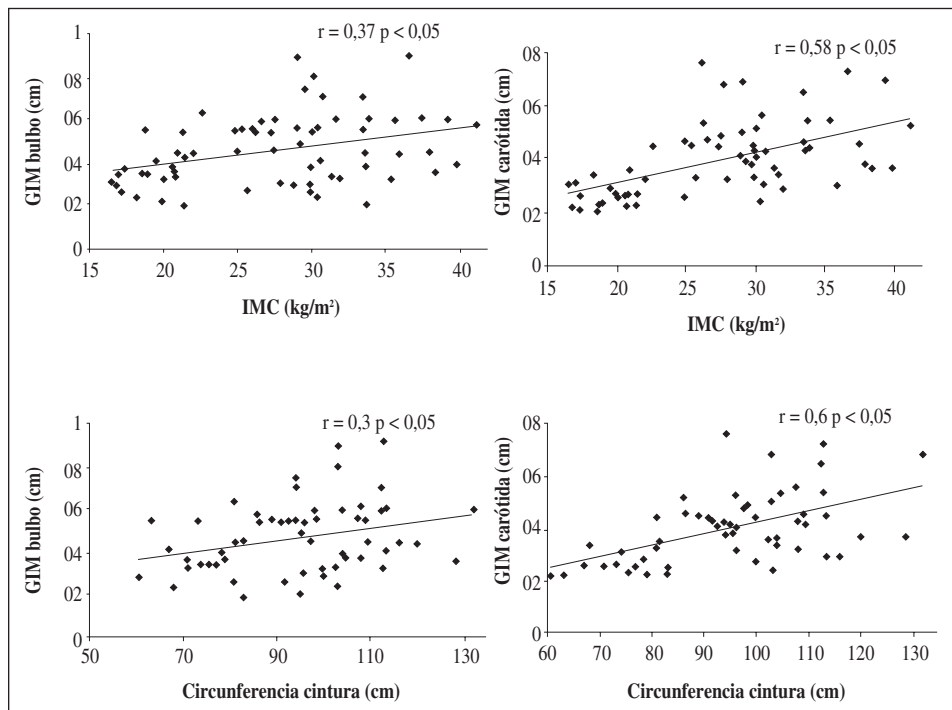 r = 0,37 p < 0,05
GIM bulbo (cm)
1
08
06
04
02
0
15 20 25 30 35 40
IMC (kg/m²)
r = 0,58 p < 0,05
GIM carótida (cm)
08
06
04
02
0
15 20 25 30 35 40
IMC (kg/m²)
r = 0,3 p < 0,05
GIM bulbo (cm)
1
08
06
04
02
0
50 70 90 110 130
Circunferencia cintura (cm)
r = 0,6 p < 0,05
GIM carótida (cm)
08
06
04
02
0
60 70 80 90 100 110 120 130
Circunferencia cintura (cm)